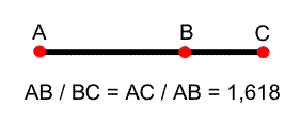 A B C
AB / BC = AC / AB = 1,618